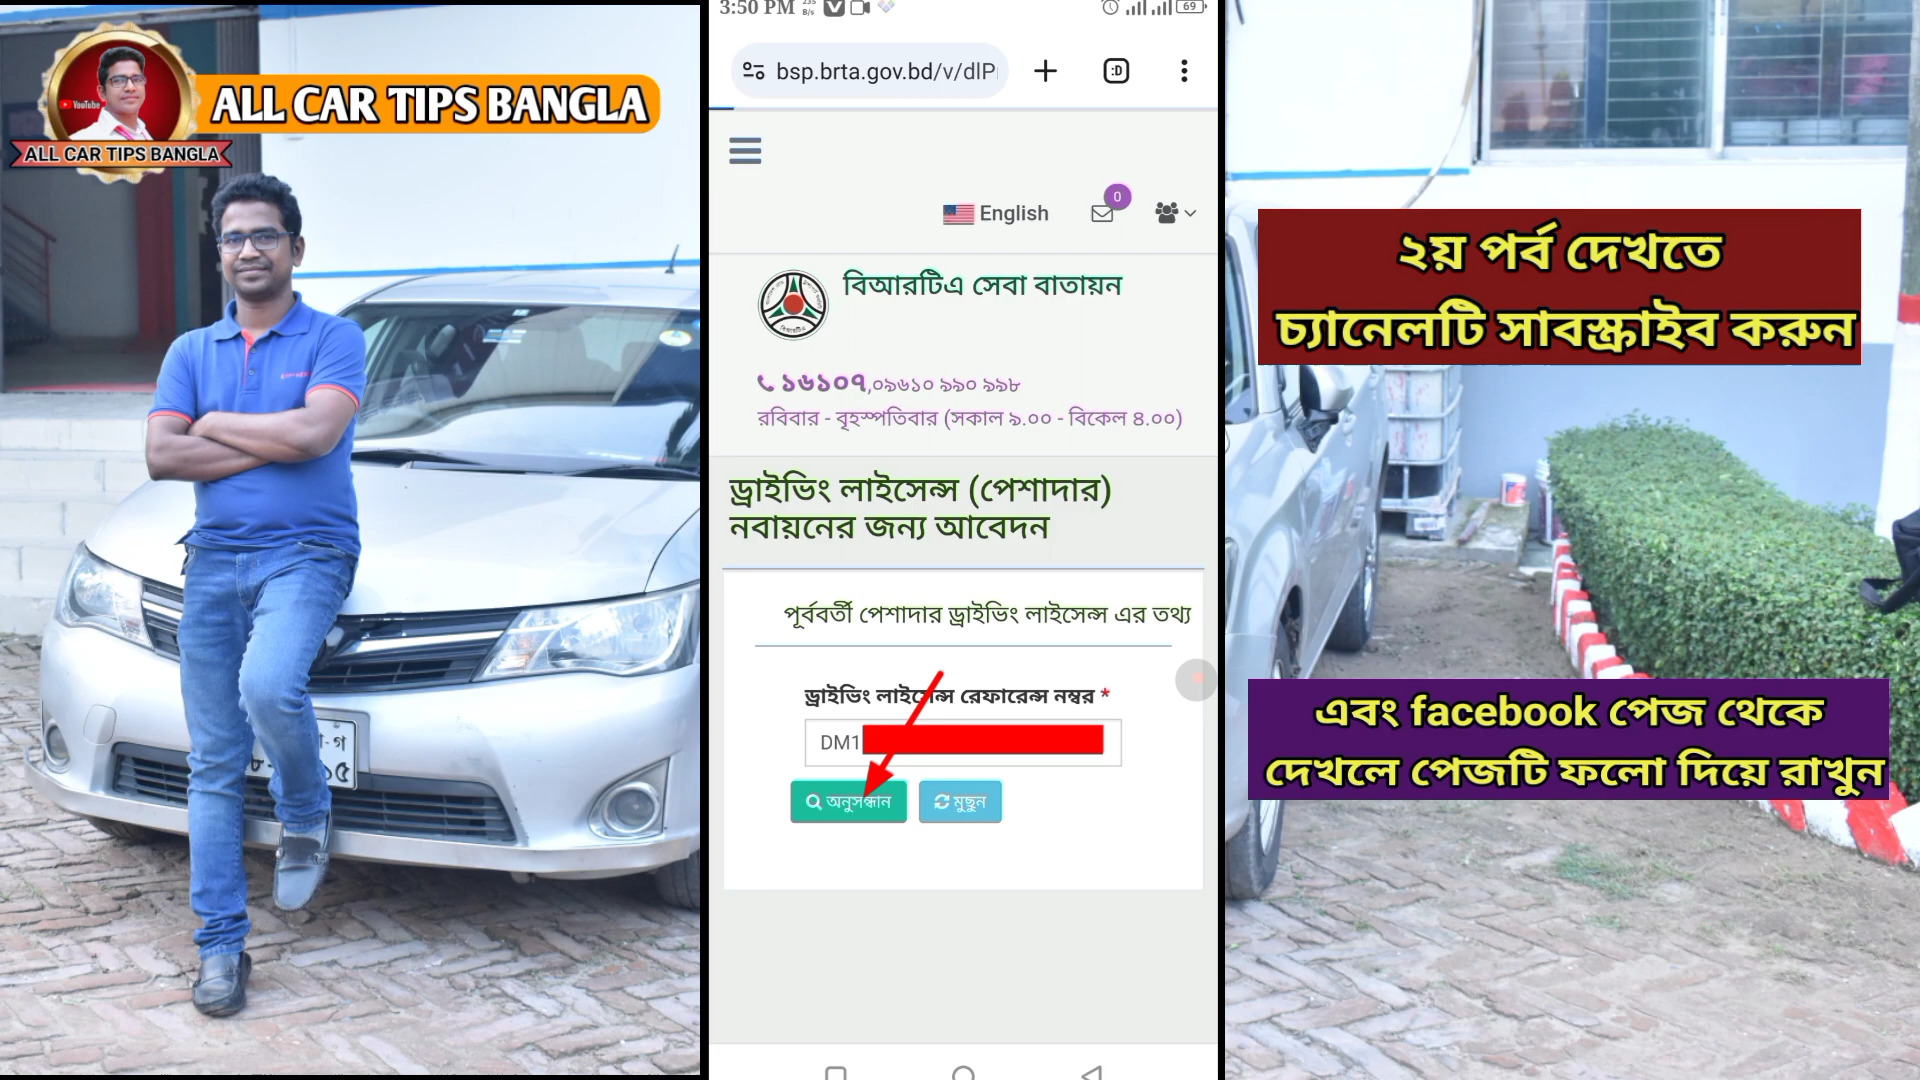 YouTube
ALL CAR TIPS BANGLA
ALL CAR TIPS BANGLA
3:50 PM
235 B/s
69
bsp.brta.gov.bd/v/dlP
:D
English
0
বিআরটিএ সেবা বাতায়ন
১৬১০৭,০৯৬১০ ৯৯০ ৯৯৮
রবিবার - বৃহস্পতিবার (সকাল ৯.০০ - বিকেল ৪.০০)
ড্রাইভিং লাইসেন্স (পেশাদার)
নবায়নের জন্য আবেদন
পূর্ববর্তী পেশাদার ড্রাইভিং লাইসেন্স এর তথ্য
ড্রাইভিং লাইসেন্স রেফারেন্স নম্বর *
DM1
অনুসন্ধান
মুছুন
২য় পর্ব দেখতে
চ্যানেলটি সাবস্ক্রাইব করুন
এবং facebook পেজ থেকে
দেখলে পেজটি ফলো দিয়ে রাখুন